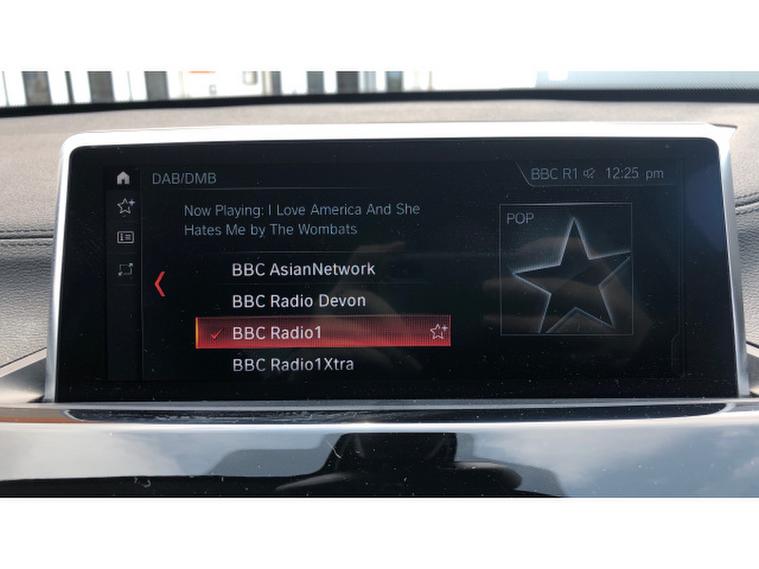 DAB/DMB
BBC R1 12:25 pm
Now Playing: I Love America And She
Hates Me by The Wombats
POP
BBC AsianNetwork
BBC Radio Devon
BBC Radio1
BBC Radio1Xtra